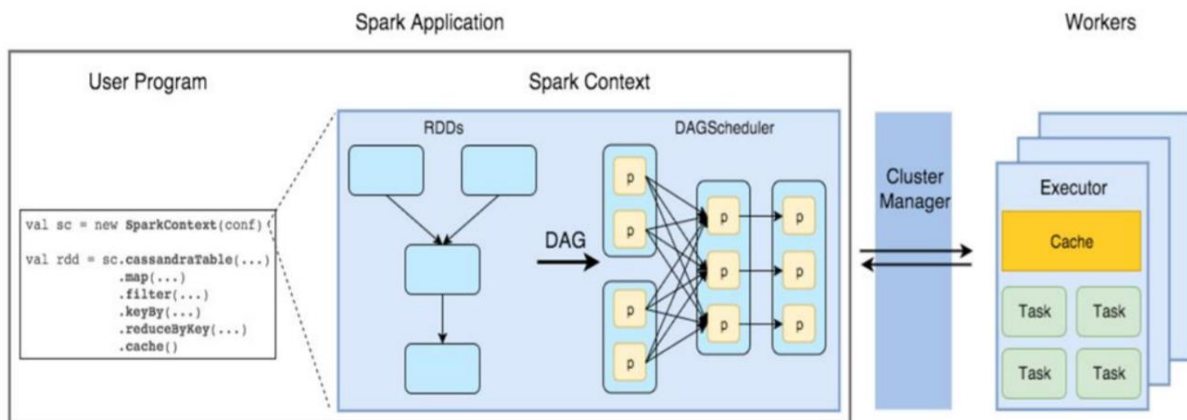 Spark Application
Workers
User Program
Spark Context
RDDs
DAGScheduler
val sc = new SparkContext(conf)
val rdd = sc.cassandraTable(...)
.map(...)
.filter(...)
.keyBy(...)
.reduceByKey(...)
.cache()
DAG
p
p
p
p
p
p
p
p
p
p
Cluster
Manager
Executor
Cache
Task
Task
Task
Task